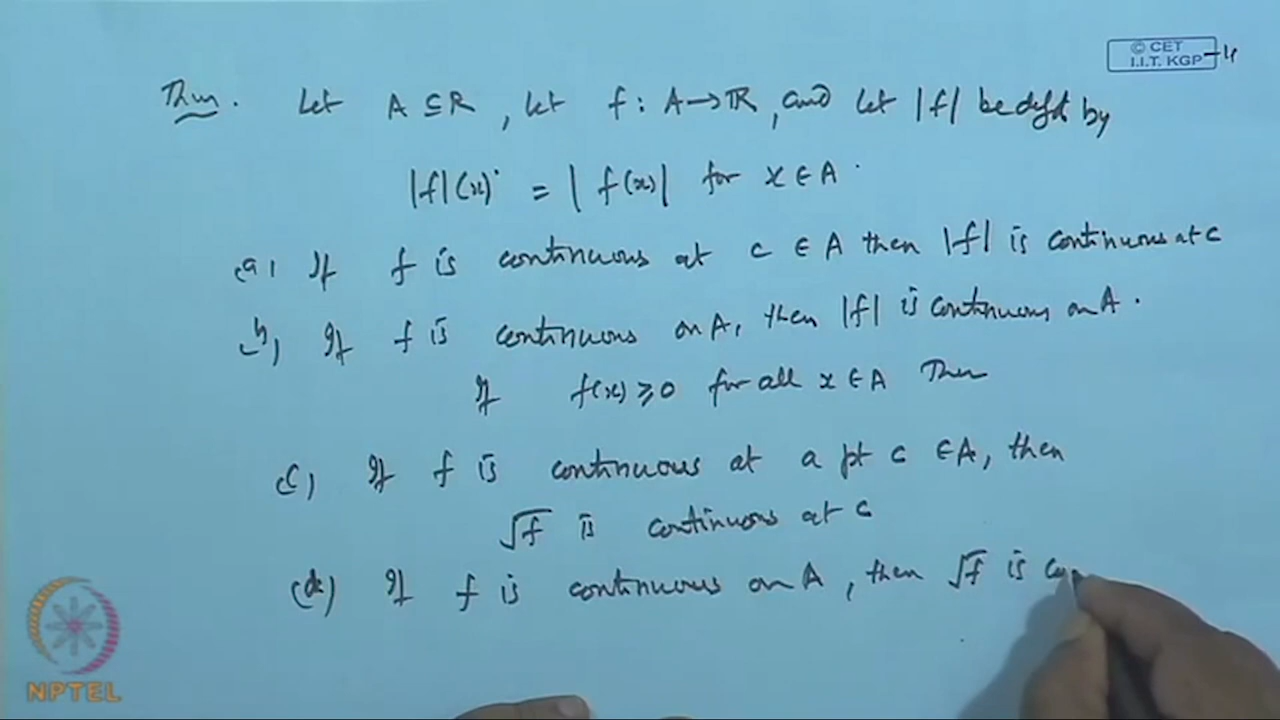 © CET
I.I.T. KGP
Thm. Let A ⊆ R, let f : A → R, and let |f| be defd by
|f|(x) = | f(x)| for x ∈ A.
(a) If f is continuous at c ∈ A then |f| is continuous at c
(b) If f is continuous on A, then |f| is continuous on A.
If f(x) ⩾ 0 for all x ∈ A Then
(c) If f is continuous at a pt c ∈ A, then
√f is continuous at c
(d) If f is continuous on A, then √f is con
NPTEL